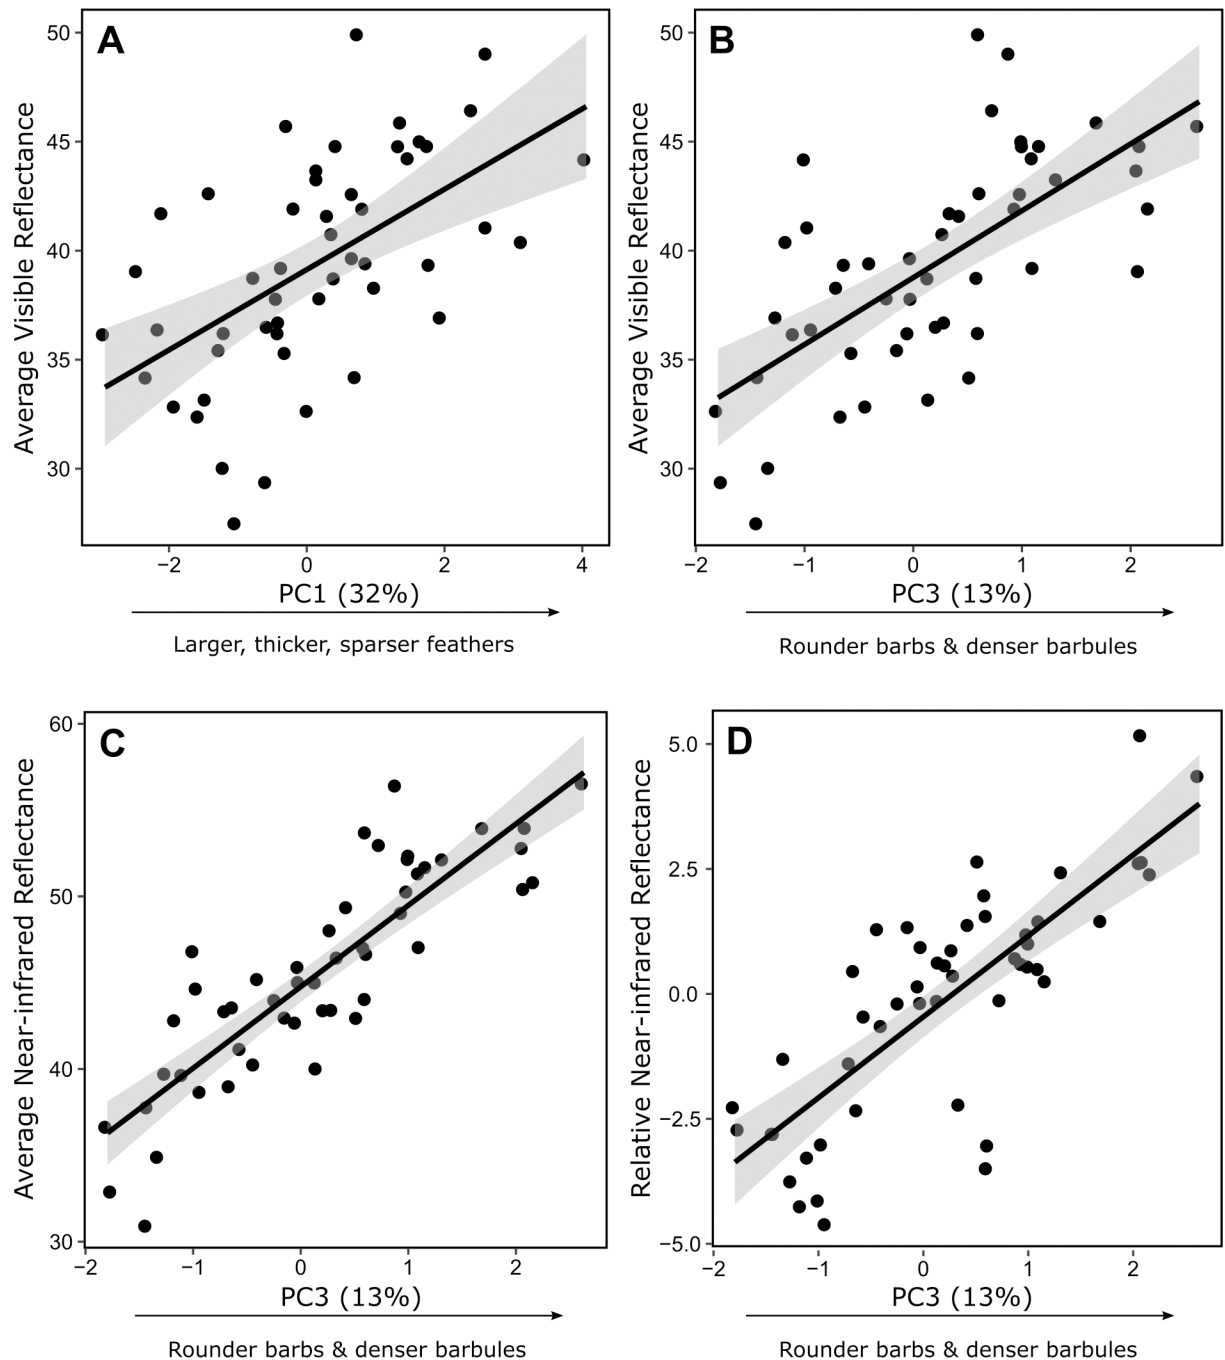 A
B
50
45
40
35
30
Average Visible Reflectance
−2
0
2
4
PC1 (32%)
Larger, thicker, sparser feathers
50
45
40
35
30
Average Visible Reflectance
−2
−1
0
1
2
PC3 (13%)
Rounder barbs & denser barbules
C
60
50
40
30
Average Near-infrared Reflectance
−2
−1
0
1
2
PC3 (13%)
Rounder barbs & denser barbules
D
5.0
2.5
0.0
−2.5
−5.0
Relative Near-infrared Reflectance
−2
−1
0
1
2
PC3 (13%)
Rounder barbs & denser barbules